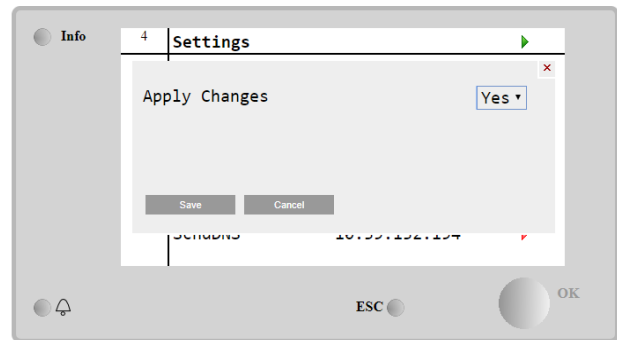 Info
4 Settings
Apply Changes Yes
Save Cancel
ESC
OK